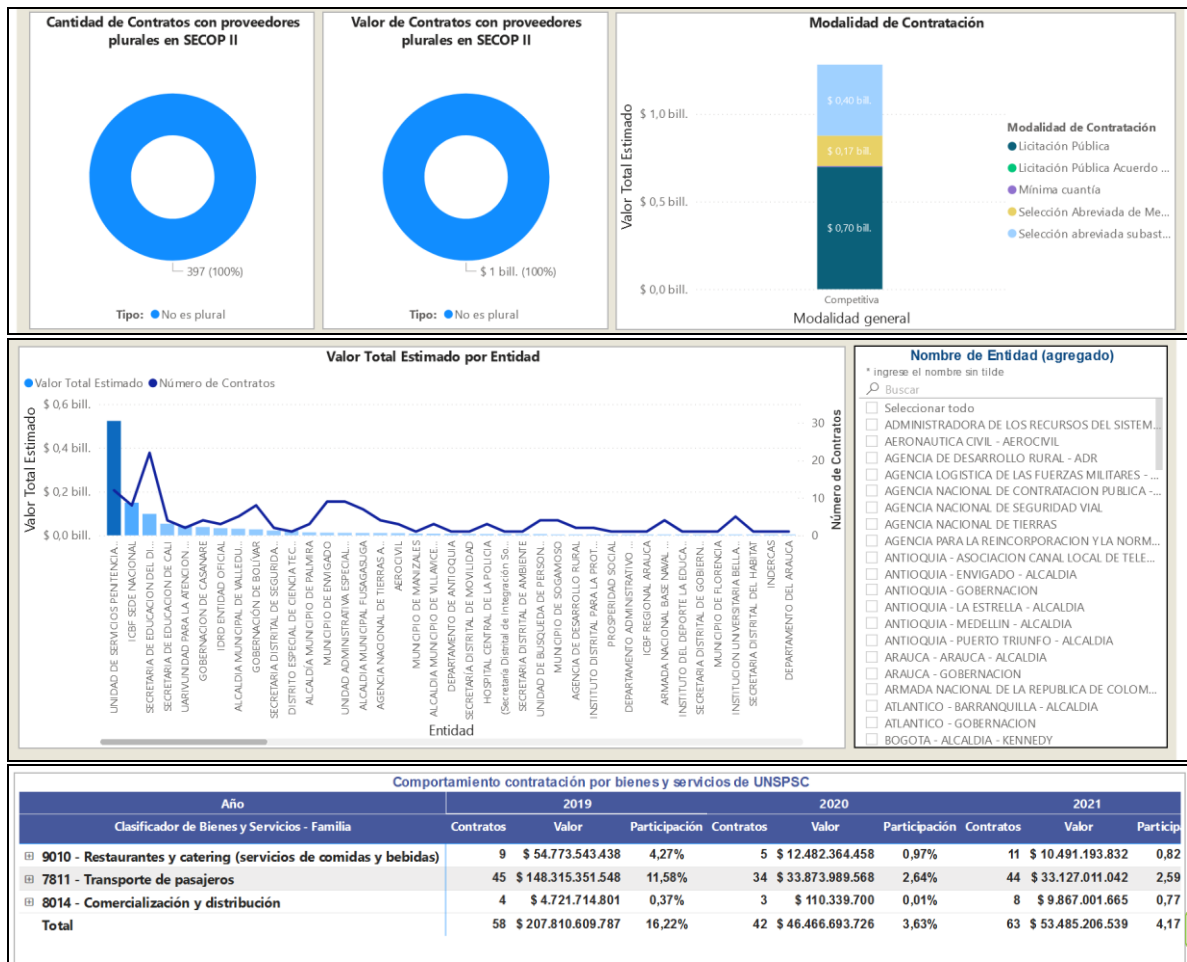 Cantidad de Contratos con proveedores
plurales en SECOP II
397 (100%)
Tipo: No es plural
Valor de Contratos con proveedores
plurales en SECOP II
$ 1 bill. (100%)
Tipo: No es plural
Modalidad de Contratación
Valor Total Estimado
$ 1,0 bill.
$ 0,5 bill.
$ 0,0 bill.
$ 0,40 bill.
$ 0,17 bill.
$ 0,70 bill.
Competitiva
Modalidad general
Modalidad de Contratación
Licitación Pública
Licitación Pública Acuerdo ...
Mínima cuantía
Selección Abreviada de Me...
Selección abreviada subast...
Valor Total Estimado por Entidad
Valor Total Estimado Número de Contratos
Valor Total Estimado
$ 0,6 bill.
$ 0,4 bill.
$ 0,2 bill.
$ 0,0 bill.
30
20
10
0
Número de Contratos
UNIDAD DE SERVICIOS PENITENCIA...
ICBF SEDE NACIONAL
SECRETARIA DE EDUCACION DEL DI...
SECRETARIA DE EDUCACION DE CALI
UARIVUNIDAD PARA LA ATENCION ...
GOBERNACION DE CASANARE
IDRD ENTIDAD OFICIAL
ALCALDIA MUNICIPAL DE VALLEDU...
GOBERNACIÓN DE BOLÍVAR
SECRETARIA DISTRITAL DE SEGURIDA...
DISTRITO ESPECIAL DE CIENCIA TEC...
ALCALDÍA MUNICIPIO DE PALMIRA
MUNICIPIO DE ENVIGADO
UNIDAD ADMINISTRATIVA ESPECIAL...
ALCALDIA MUNICIPAL FUSAGASUGA
AGENCIA NACIONAL DE TIERRAS A...
AEROCIVIL
MUNICIPIO DE MANIZALES
ALCALDIA MUNICIPIO DE VILLAVICE...
DEPARTAMENTO DE ANTIOQUIA
SECRETARÍA DISTRITAL DE MOVILIDAD
HOSPITAL CENTRAL DE LA POLICIA
(Secretaría Distrital de Integración So...
SECRETARIA DISTRITAL DE AMBIENTE
UNIDAD DE BUSQUEDA DE PERSON...
MUNICIPIO DE SOGAMOSO
AGENCIA DE DESARROLLO RURAL
INSTITUTO DISTRITAL PARA LA PROT...
PROSPERIDAD SOCIAL
DEPARTAMENTO ADMINISTRATIVO ...
ICBF REGIONAL ARAUCA
ARMADA NACIONAL BASE NAVAL...
INSTITUTO DEL DEPORTE LA EDUCA...
SECRETARIA DISTRITAL DE GOBIERN...
MUNICIPIO DE FLORENCIA
INSTITUCION UNIVERSITARIA BELLA...
SECRETARIA DISTRITAL DEL HABITAT
INDERCAS
DEPARTAMENTO DEL ARAUCA
Entidad
Nombre de Entidad (agregado)
* ingrese el nombre sin tilde
Buscar
Seleccionar todo
ADMINISTRADORA DE LOS RECURSOS DEL SISTEM...
AERONAUTICA CIVIL - AEROCIVIL
AGENCIA DE DESARROLLO RURAL - ADR
AGENCIA LOGISTICA DE LAS FUERZAS MILITARES - ...
AGENCIA NACIONAL DE CONTRATACION PUBLICA -...
AGENCIA NACIONAL DE SEGURIDAD VIAL
AGENCIA NACIONAL DE TIERRAS
AGENCIA PARA LA REINCORPORACION Y LA NORM...
ANTIOQUIA - ASOCIACION CANAL LOCAL DE TELE...
ANTIOQUIA - ENVIGADO - ALCALDIA
ANTIOQUIA - GOBERNACION
ANTIOQUIA - LA ESTRELLA - ALCALDIA
ANTIOQUIA - MEDELLIN - ALCALDIA
ANTIOQUIA - PUERTO TRIUNFO - ALCALDIA
ARAUCA - ARAUCA - ALCALDIA
ARAUCA - GOBERNACION
ARMADA NACIONAL DE LA REPUBLICA DE COLOM...
ATLANTICO - BARRANQUILLA - ALCALDIA
ATLANTICO - GOBERNACION
BOGOTA - ALCALDIA - KENNEDY
Comportamiento contratación por bienes y servicios de UNSPSC
Año 2019 2020 2021
Clasificador de Bienes y Servicios - Familia Contratos Valor Participación Contratos Valor Participación Contratos Valor Particip
9010 - Restaurantes y catering (servicios de comidas y bebidas) 9 $ 54.773.543.438 4,27% 5 $ 12.482.364.458 0,97% 11 $ 10.491.193.832 0,82
7811 - Transporte de pasajeros 45 $ 148.315.351.548 11,58% 34 $ 33.873.989.568 2,64% 44 $ 33.127.011.042 2,59
8014 - Comercialización y distribución 4 $ 4.721.714.801 0,37% 3 $ 110.339.700 0,01% 8 $ 9.867.001.665 0,77
Total 58 $ 207.810.609.787 16,22% 42 $ 46.466.693.726 3,63% 63 $ 53.485.206.539 4,17